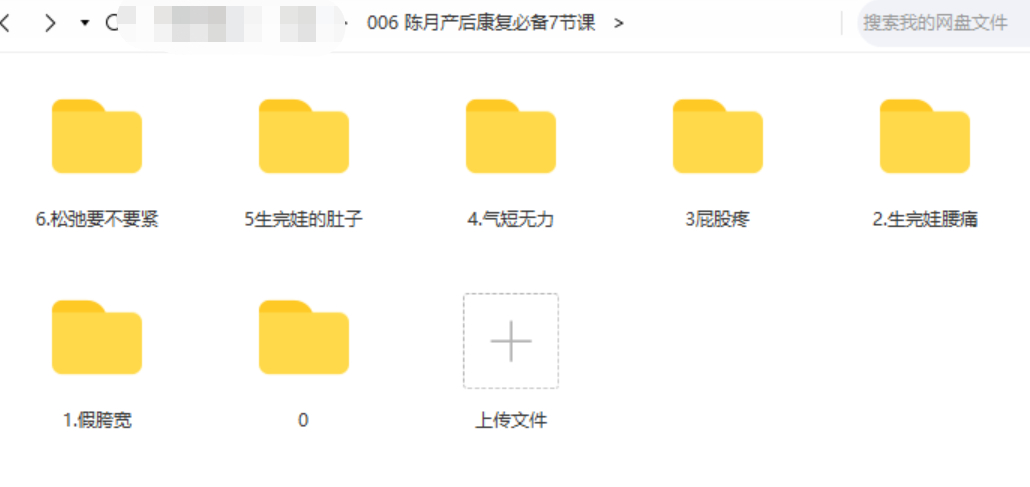 006 陈月产后康复必备7节课 >
搜索我的网盘文件
6.松弛要不要紧
5生完娃的肚子
4.气短无力
3屁股疼
2.生完娃腰痛
1.假胯宽
0
上传文件